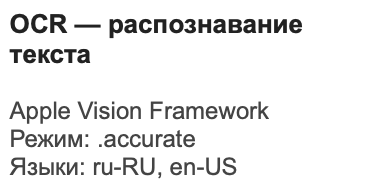 OCR — распознавание
текста
Apple Vision Framework
Режим: .accurate
Языки: ru-RU, en-US